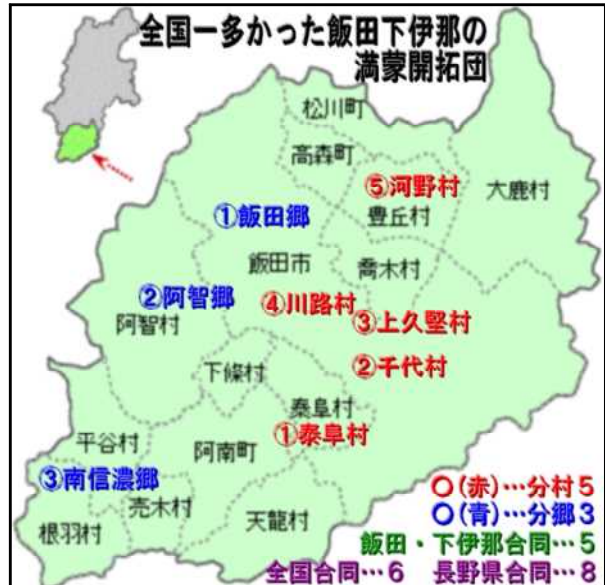 全国一多かった飯田下伊那の
満蒙開拓団
松川町
高森町
⑤河野村
大鹿村
豊丘村
①飯田郷
飯田市
喬木村
②阿智郷
④川路村
阿智村
③上久堅村
下條村
②千代村
泰阜村
①泰阜村
平谷村
阿南町
③南信濃郷
売木村
根羽村
天龍村
〇(赤)…分村5
〇(青)…分郷3
飯田・下伊那合同…5
全国合同…6 長野県合同…8